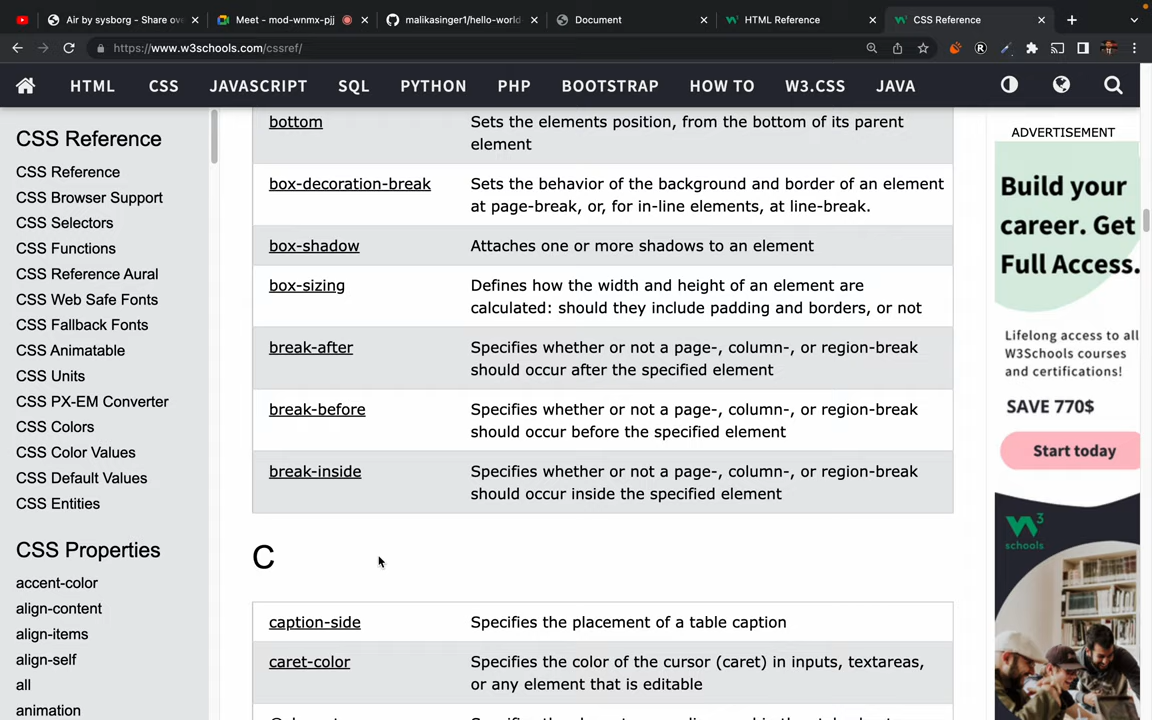 Air by sysborg - Share ov
Meet - mod-wnmx-pjj
malikasinger1/hello-world
Document
HTML Reference
CSS Reference
https://www.w3schools.com/cssref/
HTML
CSS
JAVASCRIPT
SQL
PYTHON
PHP
BOOTSTRAP
HOW TO
W3.CSS
JAVA
CSS Reference
CSS Reference
CSS Browser Support
CSS Selectors
CSS Functions
CSS Reference Aural
CSS Web Safe Fonts
CSS Fallback Fonts
CSS Animatable
CSS Units
CSS PX-EM Converter
CSS Colors
CSS Color Values
CSS Default Values
CSS Entities
CSS Properties
accent-color
align-content
align-items
align-self
all
animation
bottom
Sets the elements position, from the bottom of its parent
element
box-decoration-break
Sets the behavior of the background and border of an element
at page-break, or, for in-line elements, at line-break.
box-shadow
Attaches one or more shadows to an element
box-sizing
Defines how the width and height of an element are
calculated: should they include padding and borders, or not
break-after
Specifies whether or not a page-, column-, or region-break
should occur after the specified element
break-before
Specifies whether or not a page-, column-, or region-break
should occur before the specified element
break-inside
Specifies whether or not a page-, column-, or region-break
should occur inside the specified element
C
caption-side
Specifies the placement of a table caption
caret-color
Specifies the color of the cursor (caret) in inputs, textareas,
or any element that is editable
ADVERTISEMENT
Build your
career. Get
Full Access.
Lifelong access to all
W3Schools courses
and certifications!
SAVE 770$
Start today
W3
schools